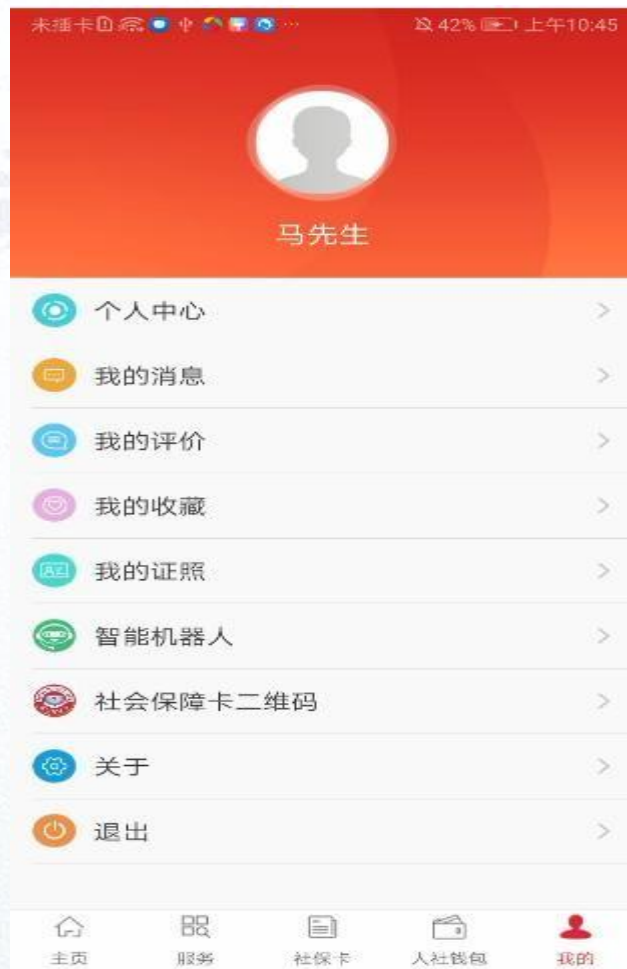 未插卡 42% 上午10:45
马先生
个人中心
我的消息
我的评价
我的收藏
我的证照
智能机器人
社会保障卡二维码
关于
退出
主页 服务 社保卡 人社钱包 我的